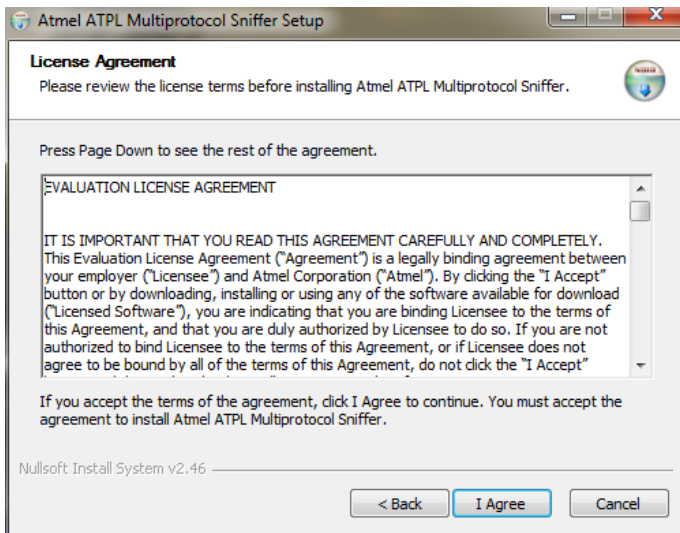 Atmel ATPL Multiprotocol Sniffer Setup
License Agreement
Please review the license terms before installing Atmel ATPL Multiprotocol Sniffer.
Press Page Down to see the rest of the agreement.
EVALUATION LICENSE AGREEMENT
IT IS IMPORTANT THAT YOU READ THIS AGREEMENT CAREFULLY AND COMPLETELY.
This Evaluation License Agreement (“Agreement”) is a legally binding agreement between
your employer (“Licensee”) and Atmel Corporation (“Atmel”). By clicking the “I Accept”
button or by downloading, installing or using any of the software available for download
(“Licensed Software”), you are indicating that you are binding Licensee to the terms of
this Agreement, and that you are duly authorized by Licensee to do so. If you are not
authorized to bind Licensee to the terms of this Agreement, or if Licensee does not
agree to be bound by all of the terms of this Agreement, do not click the “I Accept”
If you accept the terms of the agreement, click I Agree to continue. You must accept the
agreement to install Atmel ATPL Multiprotocol Sniffer.
Nullsoft Install System v2.46
< Back
I Agree
Cancel